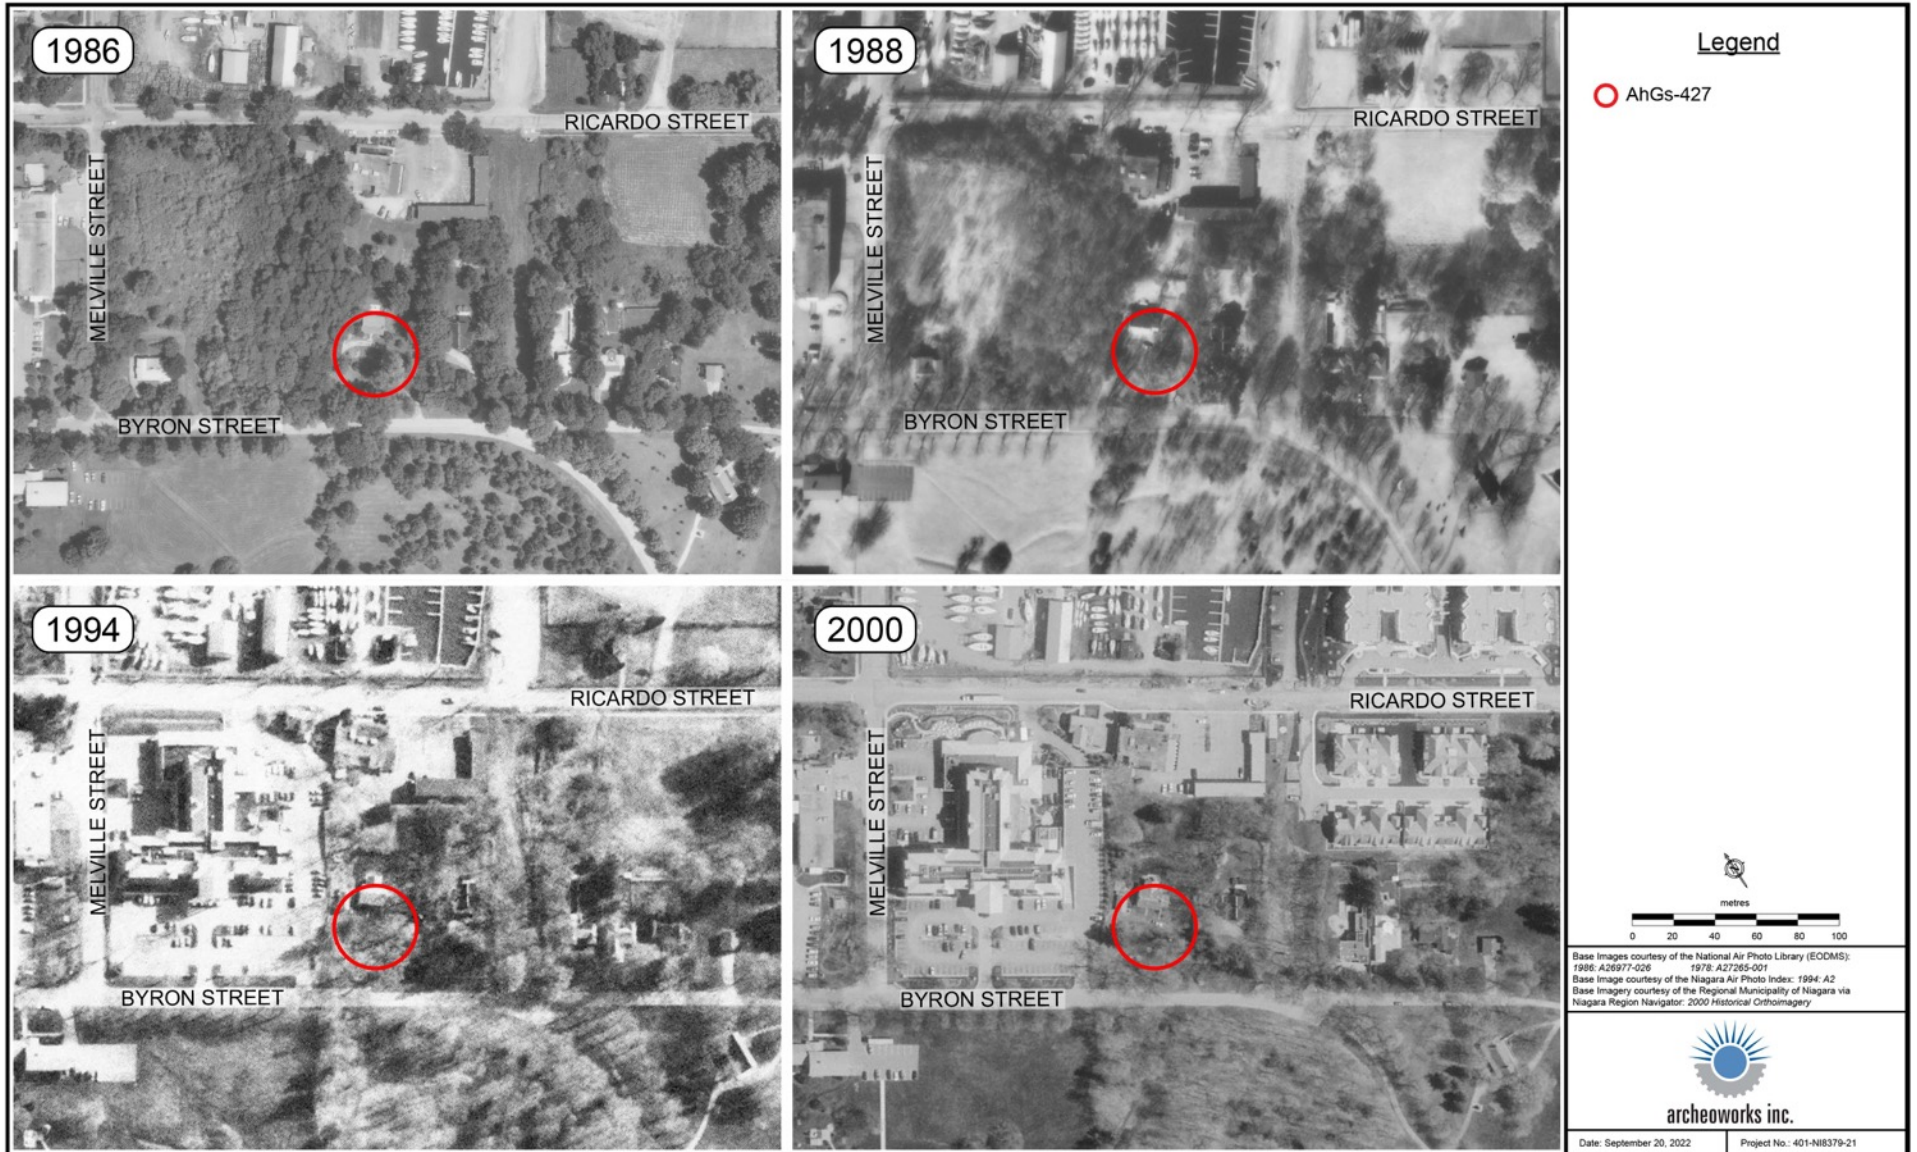 1986
RICARDO STREET
MELVILLE STREET
BYRON STREET
1988
RICARDO STREET
MELVILLE STREET
BYRON STREET
1994
RICARDO STREET
MELVILLE STREET
BYRON STREET
2000
RICARDO STREET
MELVILLE STREET
BYRON STREET
Legend
AhGs-427
metres
0 20 40 60 80 100
Base Images courtesy of the National Air Photo Library (EODMS):
1986: A26977-026 1978: A27265-001
Base Image courtesy of the Niagara Air Photo Index: 1994: A2
Base Imagery courtesy of the Regional Municipality of Niagara via
Niagara Region Navigator: 2000 Historical Orthoimagery
archeoworks inc.
Date: September 20, 2022 Project No.: 401-NI8379-21